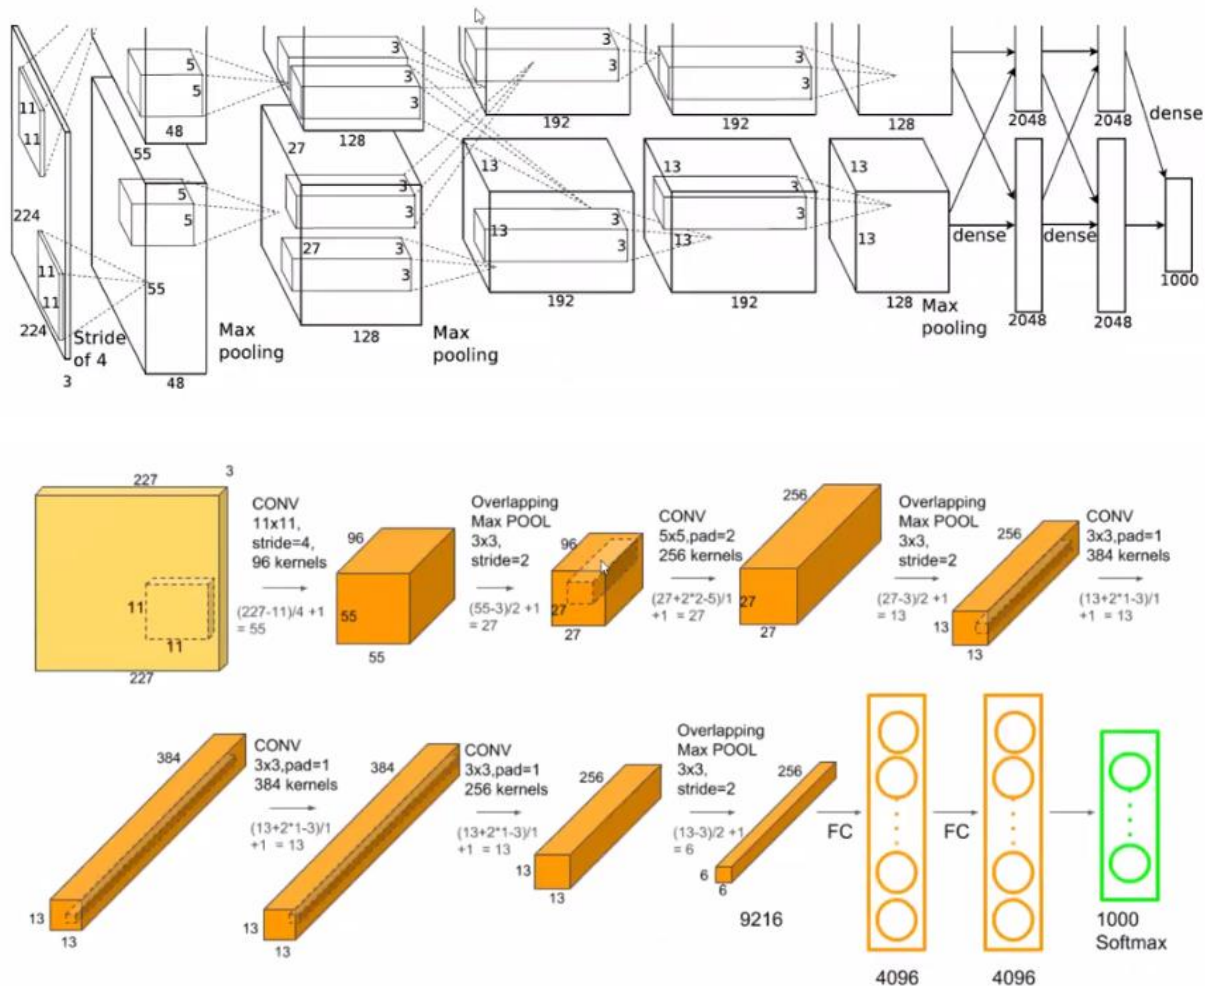 11
11
5
5
48
55
3
3
3
128
27
3
3
192
13
3
3
192
13
128
13
2048
2048
dense
224
11
11
224
3
Stride
of 4
5
5
55
48
Max
pooling
3
3
27
3
3
128
Max
pooling
3
3
13
192
3
3
13
192
13
128
Max
pooling
dense
2048
dense
2048
1000
227
3
11
11
227
CONV
11x11,
stride=4,
96 kernels
(227-11)/4 +1
= 55
96
55
55
Overlapping
Max POOL
3x3,
stride=2
(55-3)/2 +1
= 27
96
27
27
CONV
5x5,pad=2
256 kernels
(27+2*2-5)/1
+1 = 27
256
27
27
Overlapping
Max POOL
3x3,
stride=2
(27-3)/2 +1
= 13
256
13
13
CONV
3x3,pad=1
384 kernels
(13+2*1-3)/1
+1 = 13
384
13
13
CONV
3x3,pad=1
384 kernels
(13+2*1-3)/1
+1 = 13
384
13
13
CONV
3x3,pad=1
256 kernels
(13+2*1-3)/1
+1 = 13
256
13
13
Overlapping
Max POOL
3x3,
stride=2
(13-3)/2 +1
= 6
256
6
6
9216
FC
4096
FC
4096
1000
Softmax